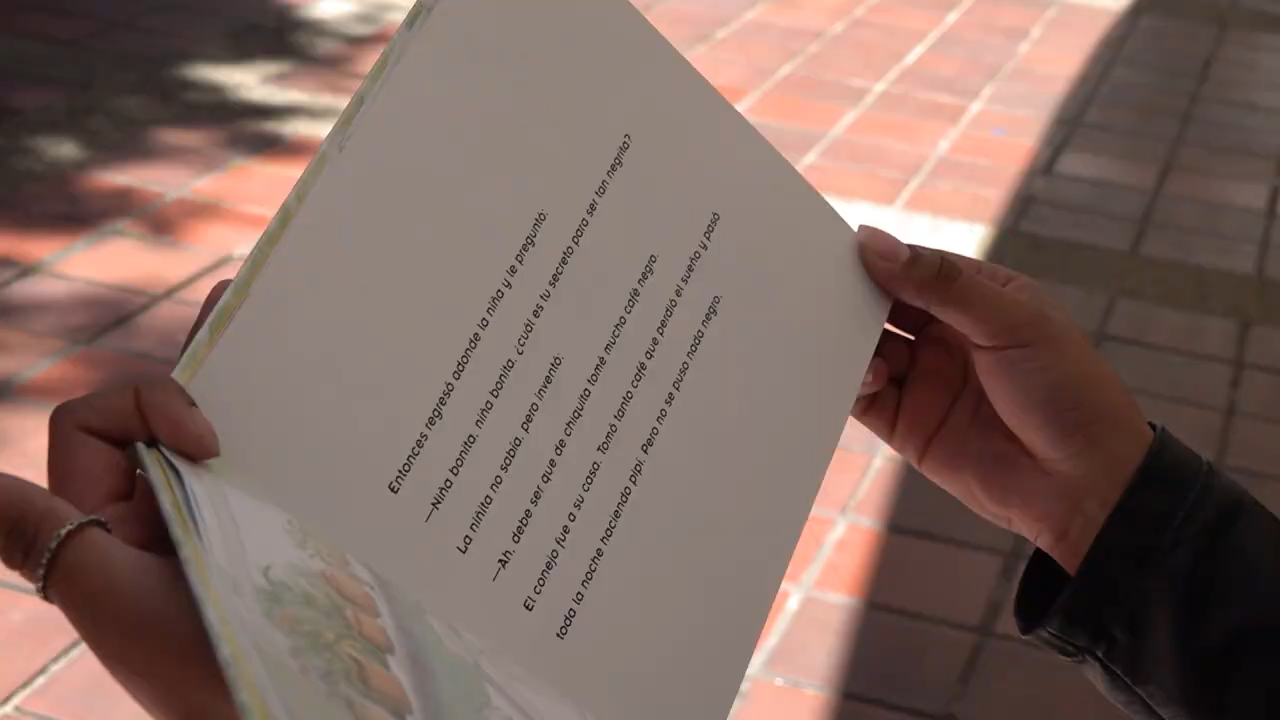 Entonces regresó adonde la niña y le preguntó:
—Niña bonita, niña bonita, ¿cuál es tu secreto para ser tan negrita?
La niñita no sabía, pero inventó:
—Ah, debe ser que de chiquita tomé mucho café negro.
El conejo fue a su casa. Tomó tanto café que perdió el sueño y pasó
toda la noche haciendo pipí. Pero no se puso nada negro.